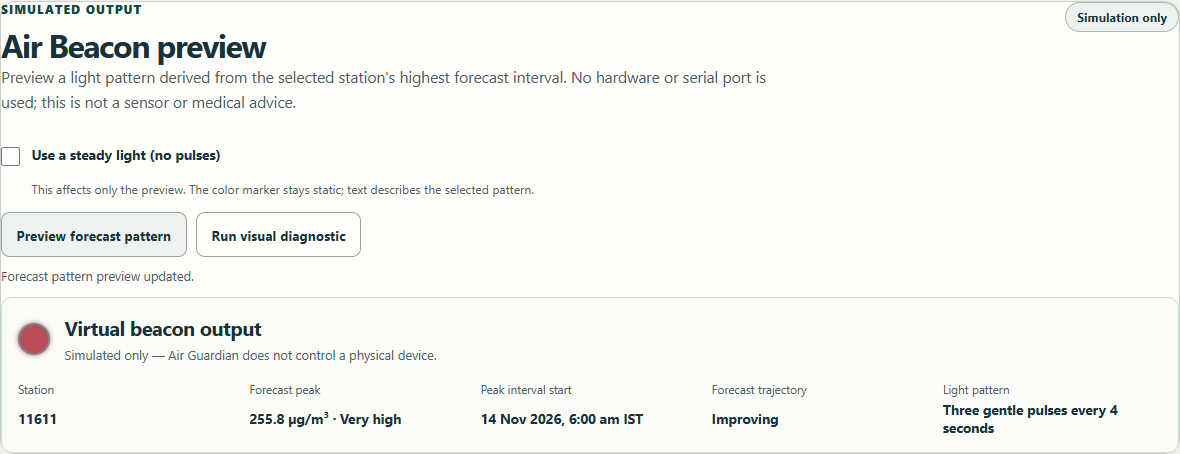 SIMULATED OUTPUT
Simulation only
Air Beacon preview
Preview a light pattern derived from the selected station's highest forecast interval. No hardware or serial port is
used; this is not a sensor or medical advice.
Use a steady light (no pulses)
This affects only the preview. The color marker stays static; text describes the selected pattern.
Preview forecast pattern
Run visual diagnostic
Forecast pattern preview updated.
Virtual beacon output
Simulated only — Air Guardian does not control a physical device.
Station
11611
Forecast peak
255.8 µg/m³ · Very high
Peak interval start
14 Nov 2026, 6:00 am IST
Forecast trajectory
Improving
Light pattern
Three gentle pulses every 4
seconds